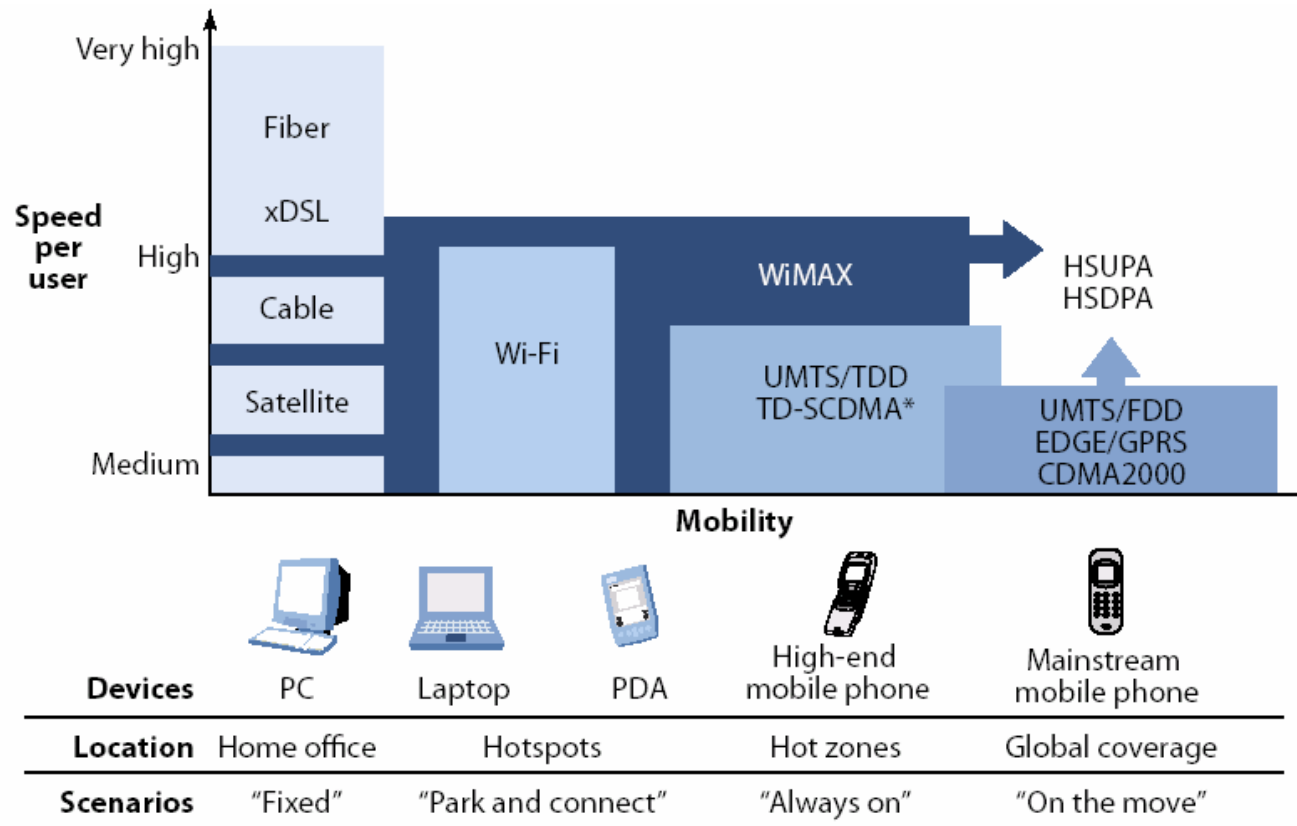 Very high
Fiber
xDSL
Speed
per
user
High
WiMAX
HSUPA
HSDPA
Cable
Wi-Fi
UMTS/TDD
TD-SCDMA*
Satellite
UMTS/FDD
EDGE/GPRS
CDMA2000
Medium
Mobility
Devices
PC
Laptop
PDA
High-end
mobile phone
Mainstream
mobile phone
Location
Home office
Hotspots
Hot zones
Global coverage
Scenarios
“Fixed”
“Park and connect”
“Always on”
“On the move”